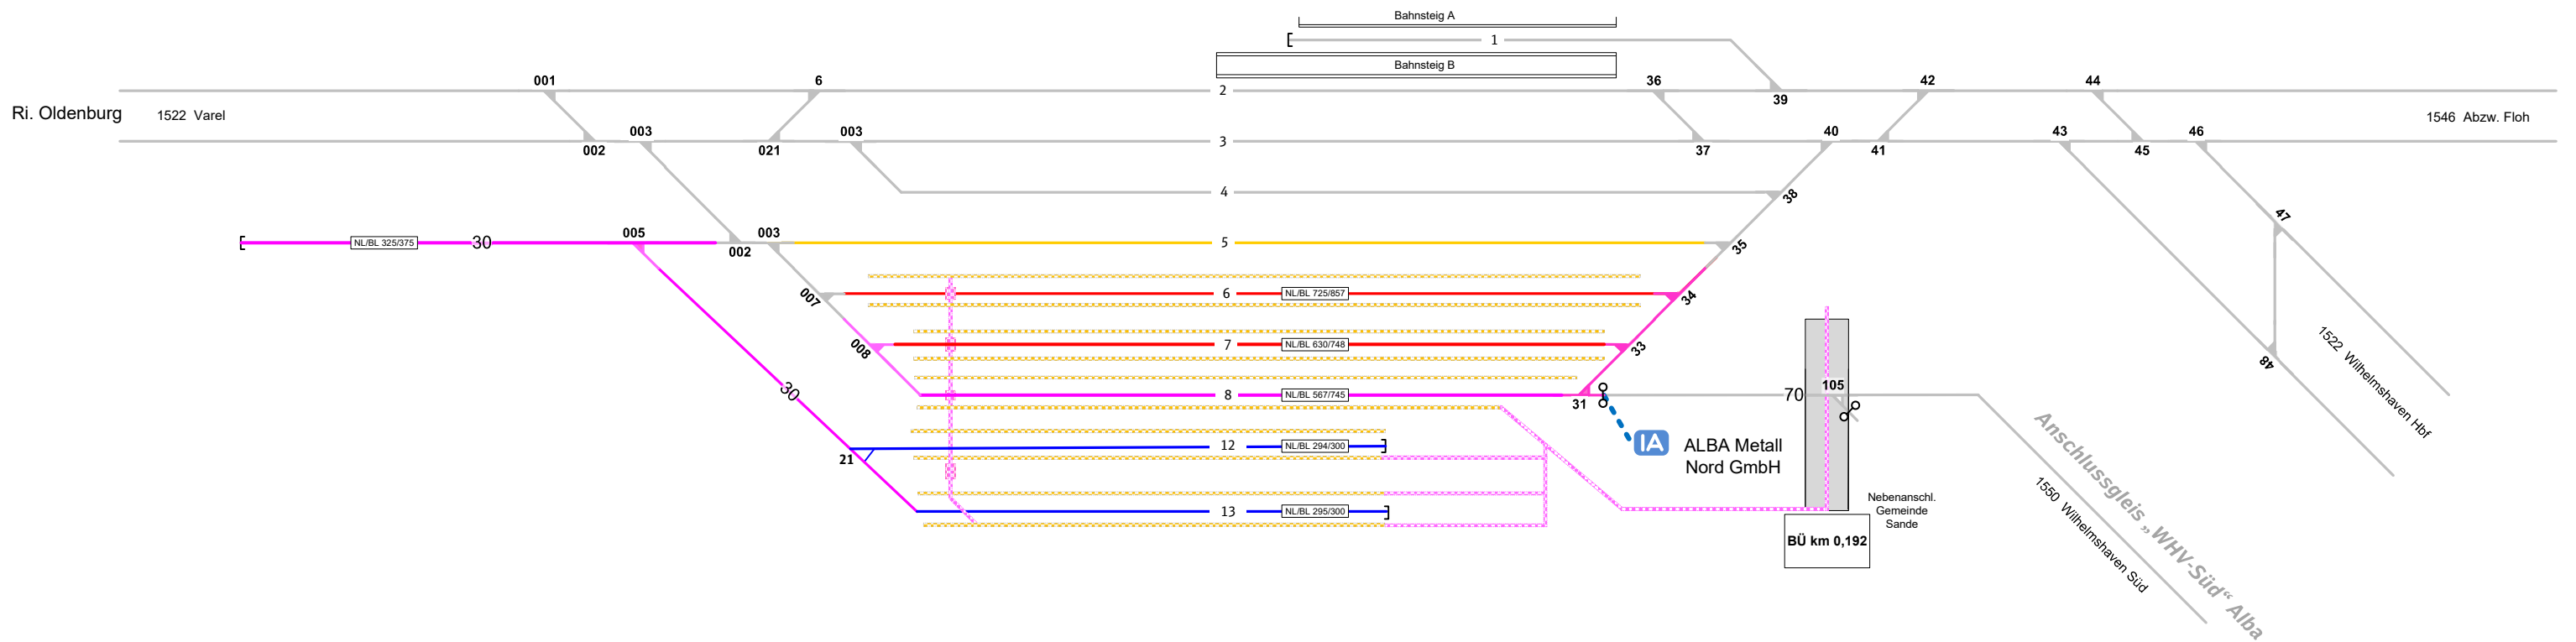 Bahnsteig A
1
Bahnsteig B
001
6
2
36
39
42
44
Ri. Oldenburg
1522 Varel
1546 Abzw. Floh
002
003
021
003
3
37
40
41
43
45
46
4
38
47
NL/BL 325/375
30
005
002
003
5
35
007
6
NL/BL 725/857
34
008
7
NL/BL 630/748
33
48
1522 Wilhelmshaven Hbf
30
8
NL/BL 567/745
31
70
105
21
12
NL/BL 294/300
IA
ALBA Metall
Nord GmbH
13
NL/BL 295/300
Nebenanschl.
Gemeinde
Sande
BÜ km 0,192
1550 Wilhelmshaven Süd
Anschlussgleis „WHV-Süd“ Alba